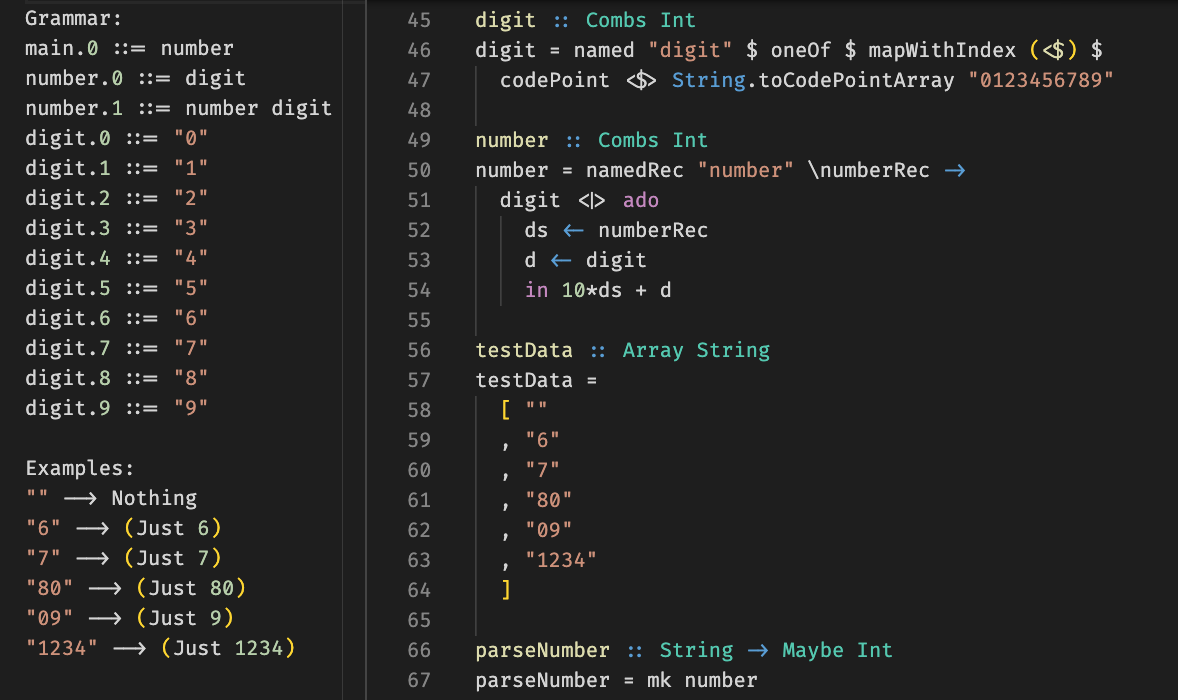 Grammar:
main.0 ::= number
number.0 ::= digit
number.1 ::= number digit
digit.0 ::= "0"
digit.1 ::= "1"
digit.2 ::= "2"
digit.3 ::= "3"
digit.4 ::= "4"
digit.5 ::= "5"
digit.6 ::= "6"
digit.7 ::= "7"
digit.8 ::= "8"
digit.9 ::= "9"
Examples:
"" ⟶ Nothing
"6" ⟶ (Just 6)
"7" ⟶ (Just 7)
"80" ⟶ (Just 80)
"09" ⟶ (Just 9)
"1234" ⟶ (Just 1234)
45 digit :: Combs Int
46 digit = named "digit" $ oneOf $ mapWithIndex (<$) $
47 codePoint <$> String.toCodePointArray "0123456789"
48
49 number :: Combs Int
50 number = namedRec "number" \numberRec →
51 digit <|> ado
52 ds ← numberRec
53 d ← digit
54 in 10*ds + d
55
56 testData :: Array String
57 testData =
58 [ ""
59 , "6"
60 , "7"
61 , "80"
62 , "09"
63 , "1234"
64 ]
65
66 parseNumber :: String → Maybe Int
67 parseNumber = mk number